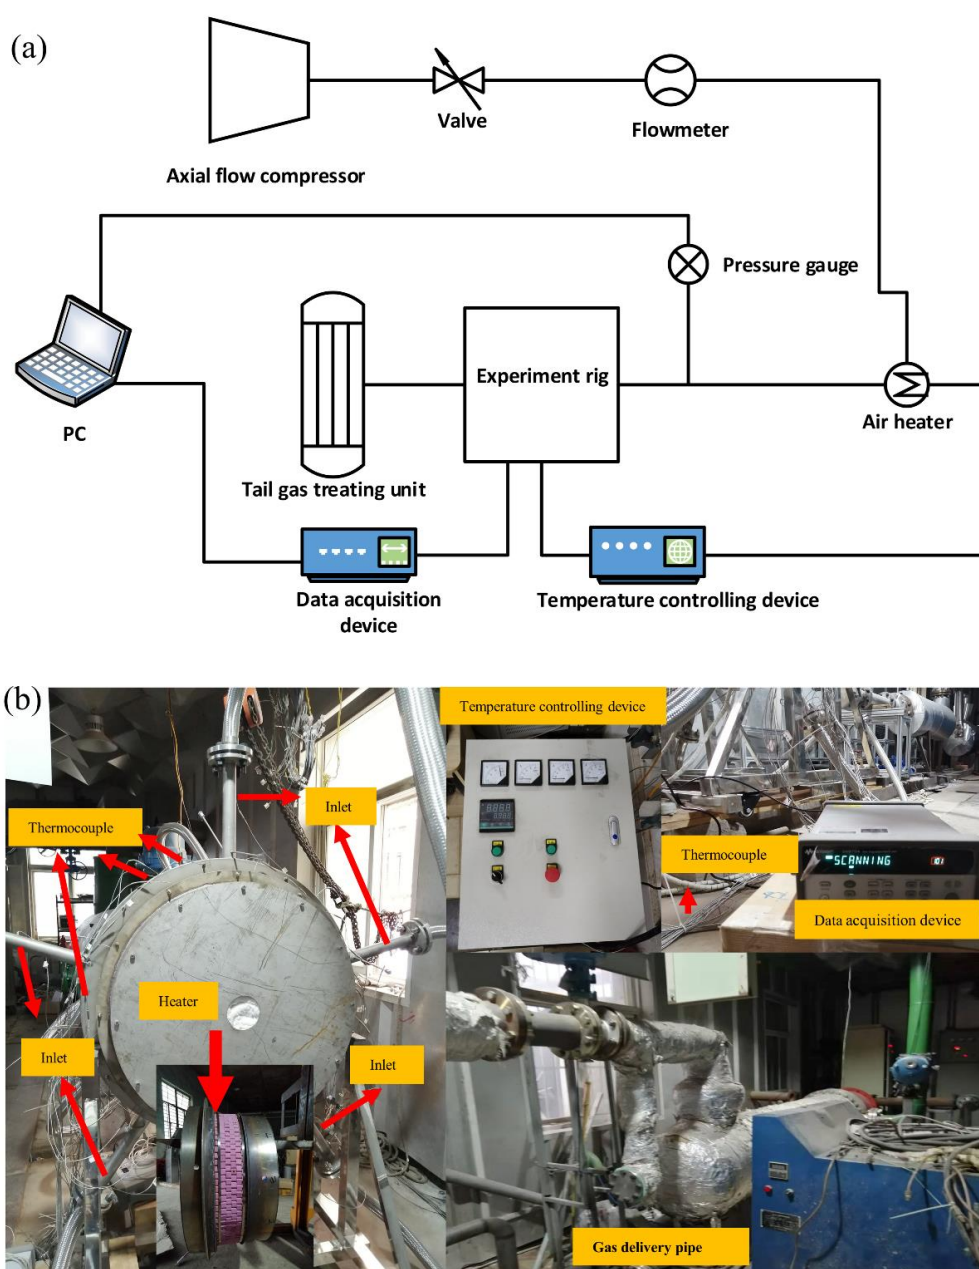 (a)
Valve
Flowmeter
Axial flow compressor
Pressure gauge
Experiment rig
Air heater
PC
Tail gas treating unit
Data acquisition
device
Temperature controlling device
(b)
Temperature controlling device
Inlet
Thermocouple
Thermocouple
SCANNING
Data acquisition device
Heater
Inlet
Inlet
Gas delivery pipe